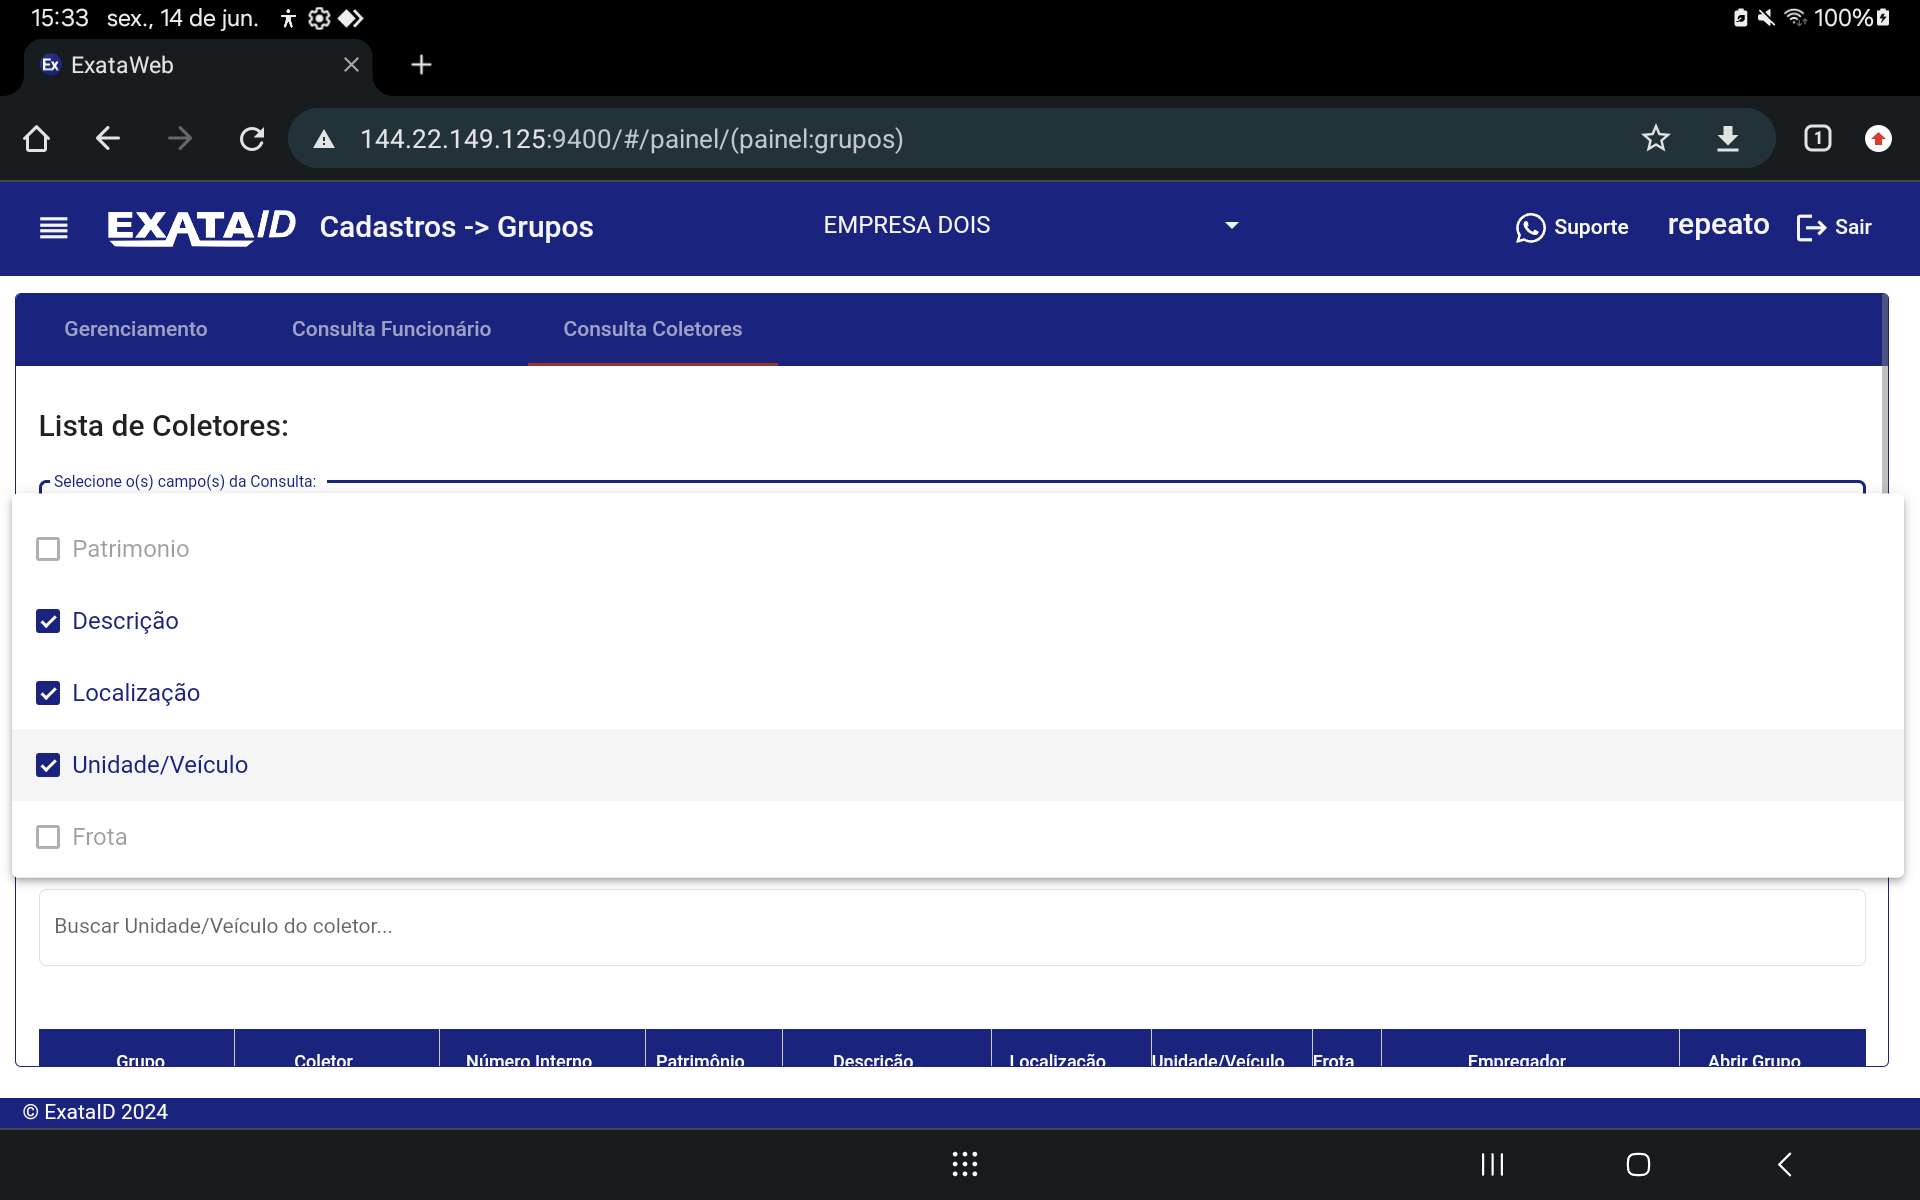 15:33 sex., 14 de jun. 100%
Ex ExataWeb
144.22.149.125:9400/#/painel/(painel:grupos) 1
EXATAID Cadastros -> Grupos EMPRESA DOIS Suporte repeato Sair
Gerenciamento Consulta Funcionário Consulta Coletores
Lista de Coletores:
Selecione o(s) campo(s) da Consulta:
Patrimonio
Descrição
Localização
Unidade/Veículo
Frota
Buscar Unidade/Veículo do coletor...
Grupo Coletor Número Interno Patrimônio Descrição Localização Unidade/Veículo Frota Empregador Abrir Grupo
© ExataID 2024